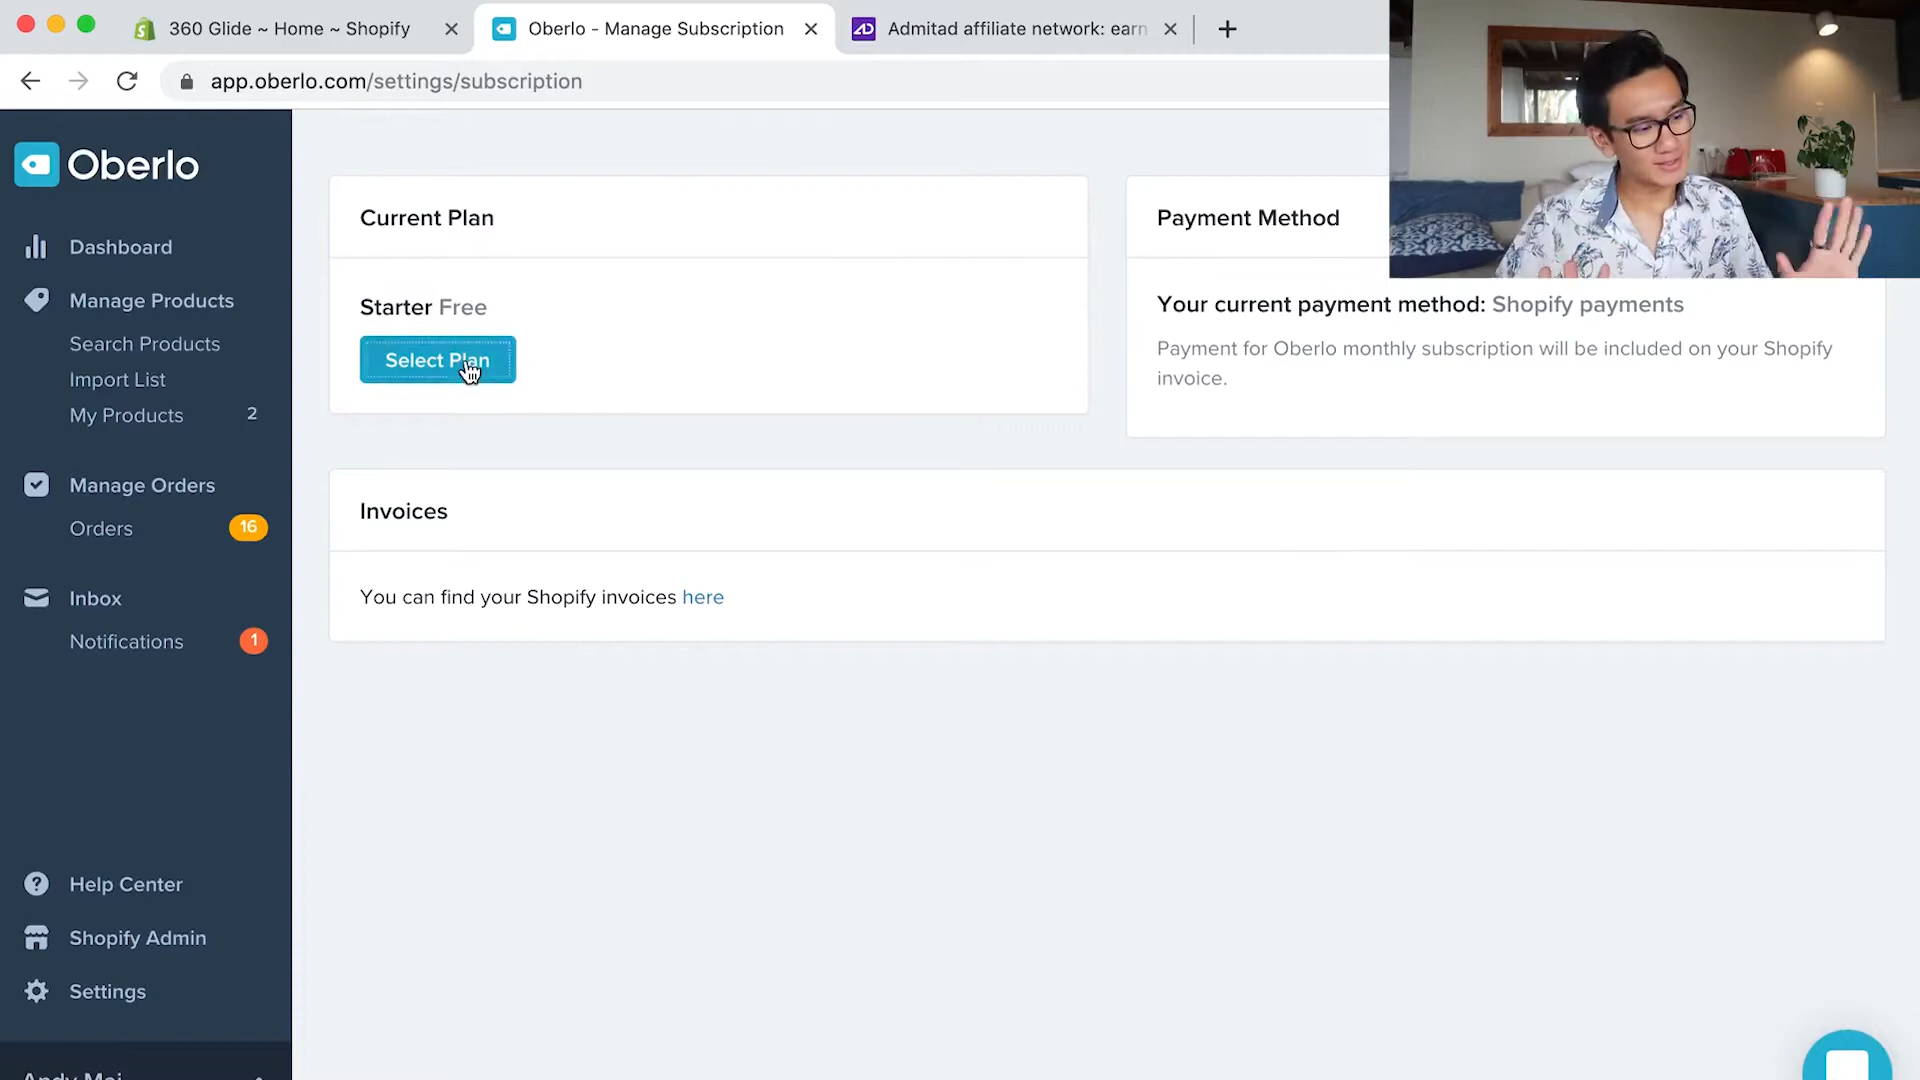 360 Glide ~ Home ~ Shopify
Oberlo - Manage Subscription
Admitad affiliate network: earn
app.oberlo.com/settings/subscription
Oberlo
Dashboard
Manage Products
Search Products
Import List
My Products 2
Manage Orders
Orders 16
Inbox
Notifications 1
Help Center
Shopify Admin
Settings
Current Plan
Starter Free
Select Plan
Payment Method
Your current payment method: Shopify payments
Payment for Oberlo monthly subscription will be included on your Shopify
invoice.
Invoices
You can find your Shopify invoices here